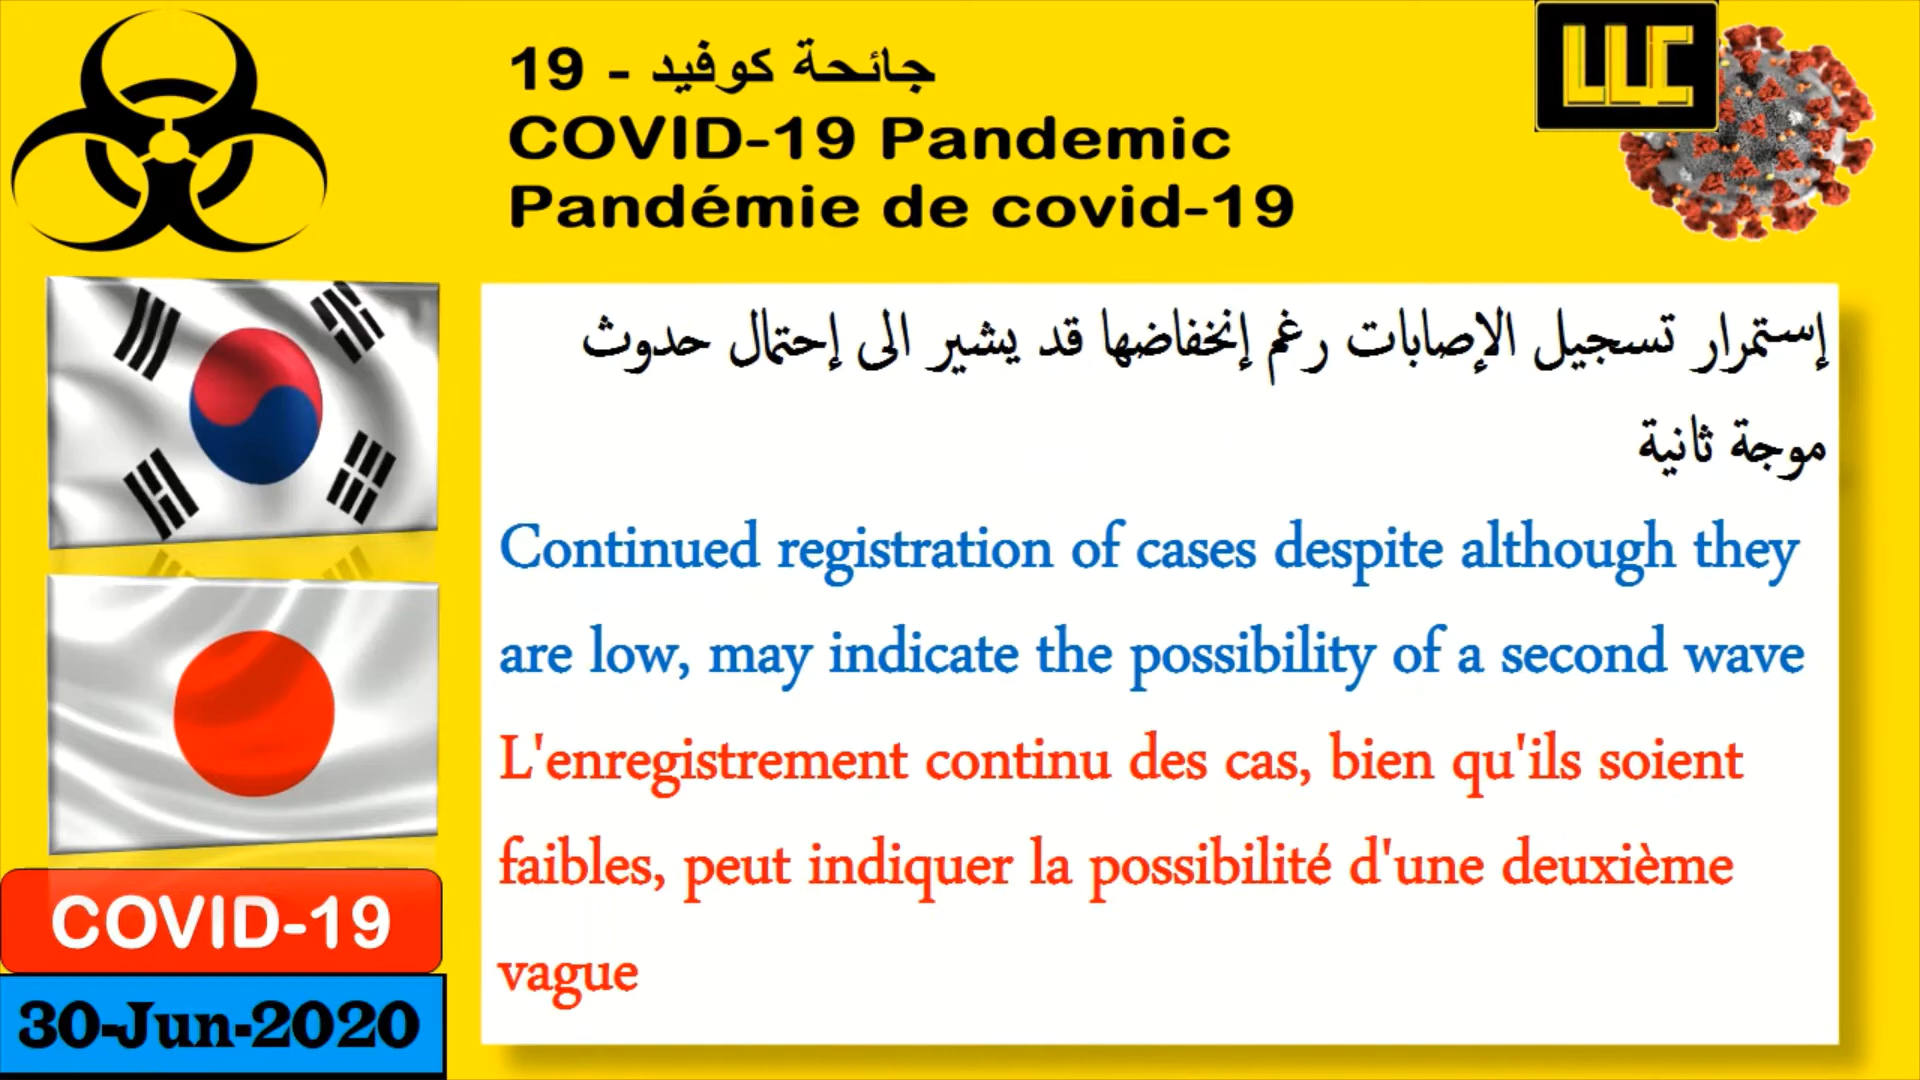 جائحة كوفيد - 19
COVID-19 Pandemic
Pandémie de covid-19
LLC
إستمرار تسجيل الإصابات رغم إنخفاضها قد يشير الى إحتمال حدوث
موجة ثانية
Continued registration of cases despite although they
are low, may indicate the possibility of a second wave
L'enregistrement continu des cas, bien qu'ils soient
faibles, peut indiquer la possibilité d'une deuxième
vague
COVID-19
30-Jun-2020